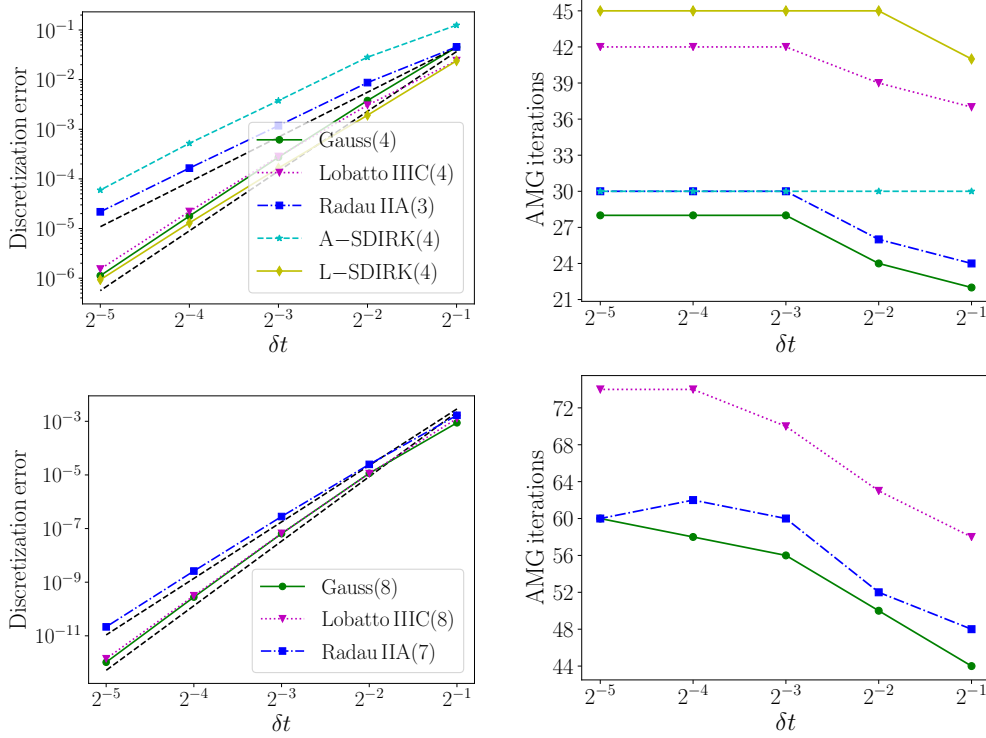 Discretization error
10^{-1}
10^{-2}
10^{-3}
10^{-4}
10^{-5}
10^{-6}
Gauss(4)
Lobatto IIIC(4)
Radau IIA(3)
A−SDIRK(4)
L−SDIRK(4)
2^{-5} 2^{-4} 2^{-3} 2^{-2} 2^{-1}
δt
AMG iterations
45
42
39
36
33
30
27
24
21
2^{-5} 2^{-4} 2^{-3} 2^{-2} 2^{-1}
δt
Discretization error
10^{-3}
10^{-5}
10^{-7}
10^{-9}
10^{-11}
Gauss(8)
Lobatto IIIC(8)
Radau IIA(7)
2^{-5} 2^{-4} 2^{-3} 2^{-2} 2^{-1}
δt
AMG iterations
72
68
64
60
56
52
48
44
2^{-5} 2^{-4} 2^{-3} 2^{-2} 2^{-1}
δt